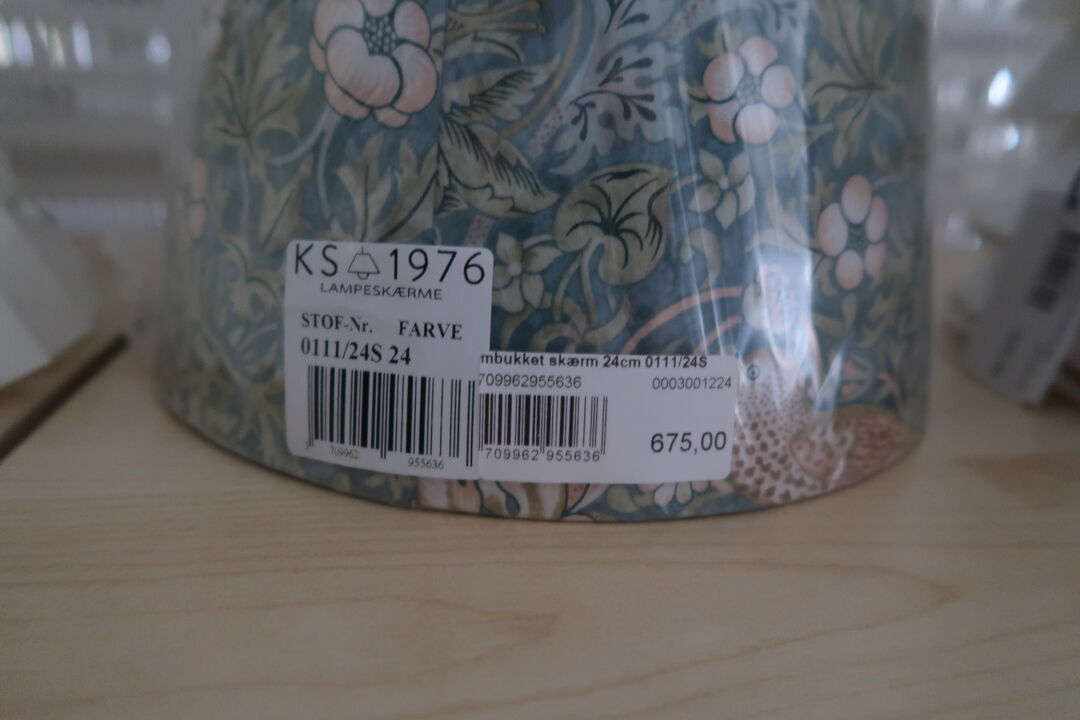 KS 1976
LAMPESKÆRME
STOF-Nr. FARVE
0111/24S 24
709962 955636
mbukket skærm 24cm 0111/24S
709962955636 0003001224
709962 955636
675,00